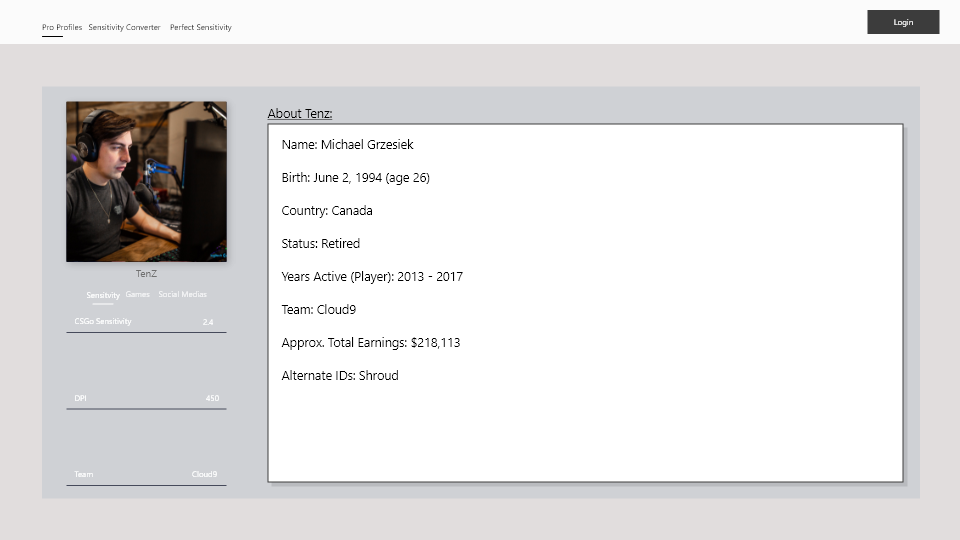 Pro Profiles Sensitivity Converter Perfect Sensitivity
Login
About Tenz:
Name: Michael Grzesiek
Birth: June 2, 1994 (age 26)
Country: Canada
Status: Retired
Years Active (Player): 2013 - 2017
Team: Cloud9
Approx. Total Earnings: $218,113
Alternate IDs: Shroud
TenZ
Sensitvity Games Social Medias
CSGo Sensitivity 2.4
DPI 450
Team Cloud9